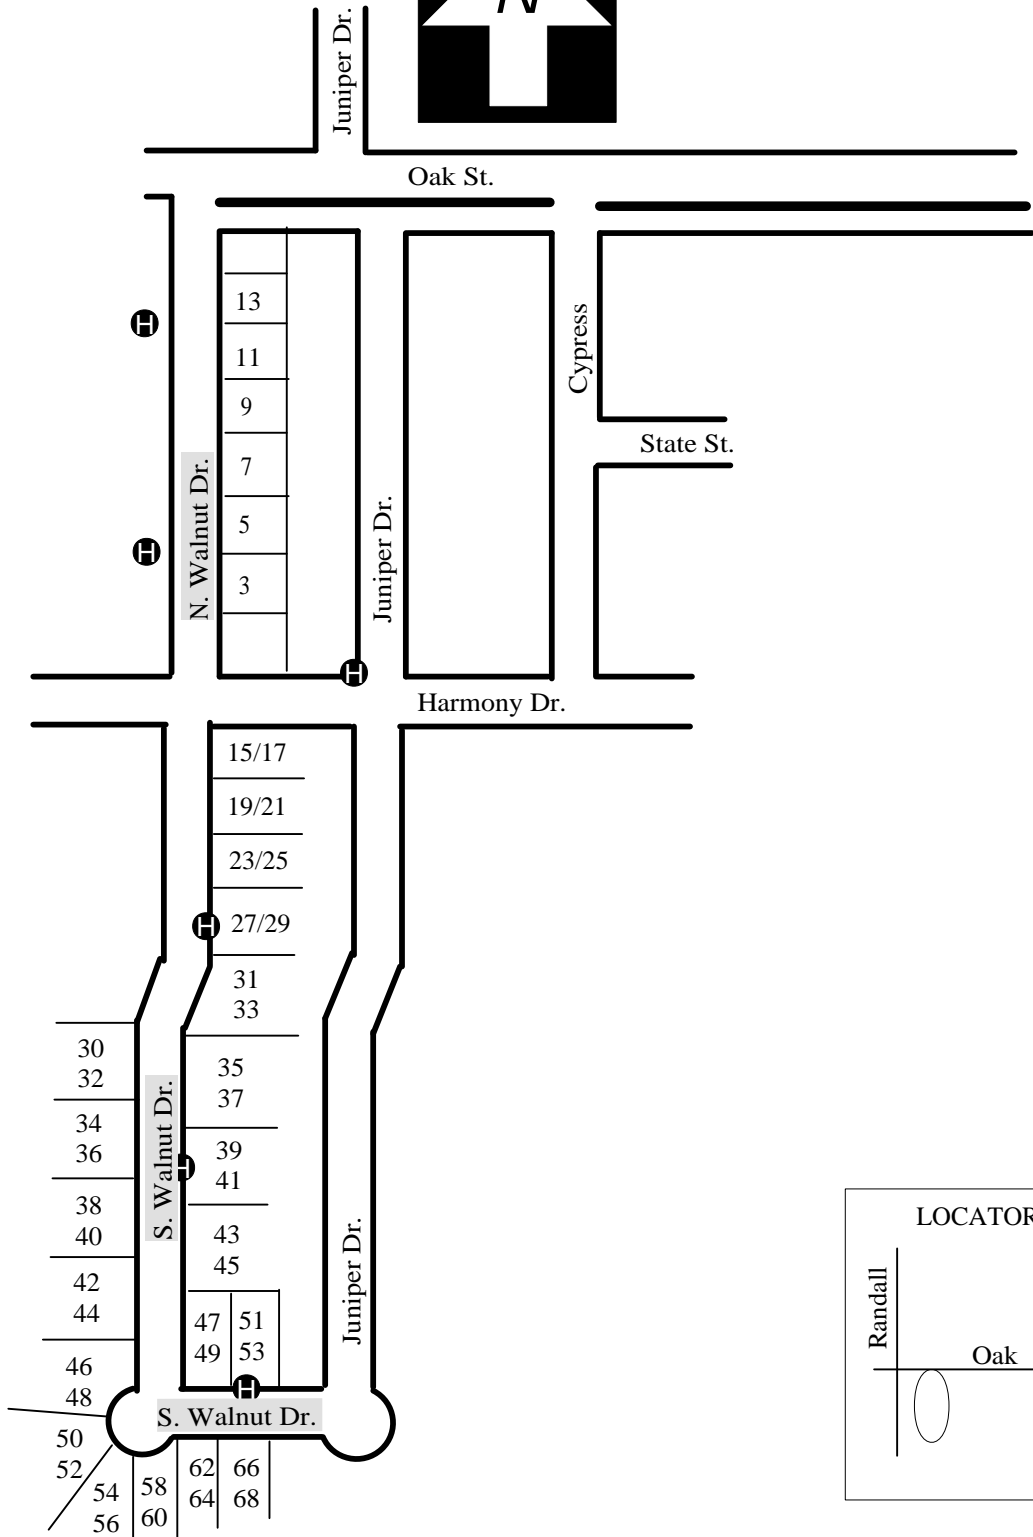 N
Juniper Dr.
Oak St.
13
11
9
7
5
3
N. Walnut Dr.
Juniper Dr.
Cypress
State St.
H
H
H
Harmony Dr.
15/17
19/21
23/25
27/29
H
31
33
35
37
39
41
43
45
47
49
51
53
30
32
34
36
38
40
42
44
46
48
50
52
54
56
58
60
62
64
66
68
S. Walnut Dr.
H
Juniper Dr.
H
S. Walnut Dr.
LOCATOR
Randall
Oak